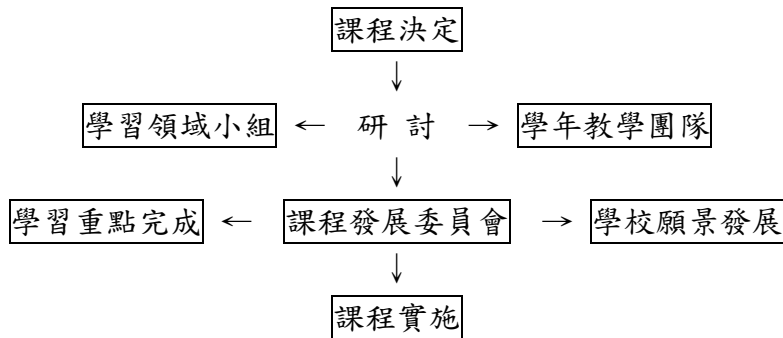 課程決定
↓
學習領域小組 ← 研討 → 學年教學團隊
↓
學習重點完成 ← 課程發展委員會 → 學校願景發展
↓
課程實施